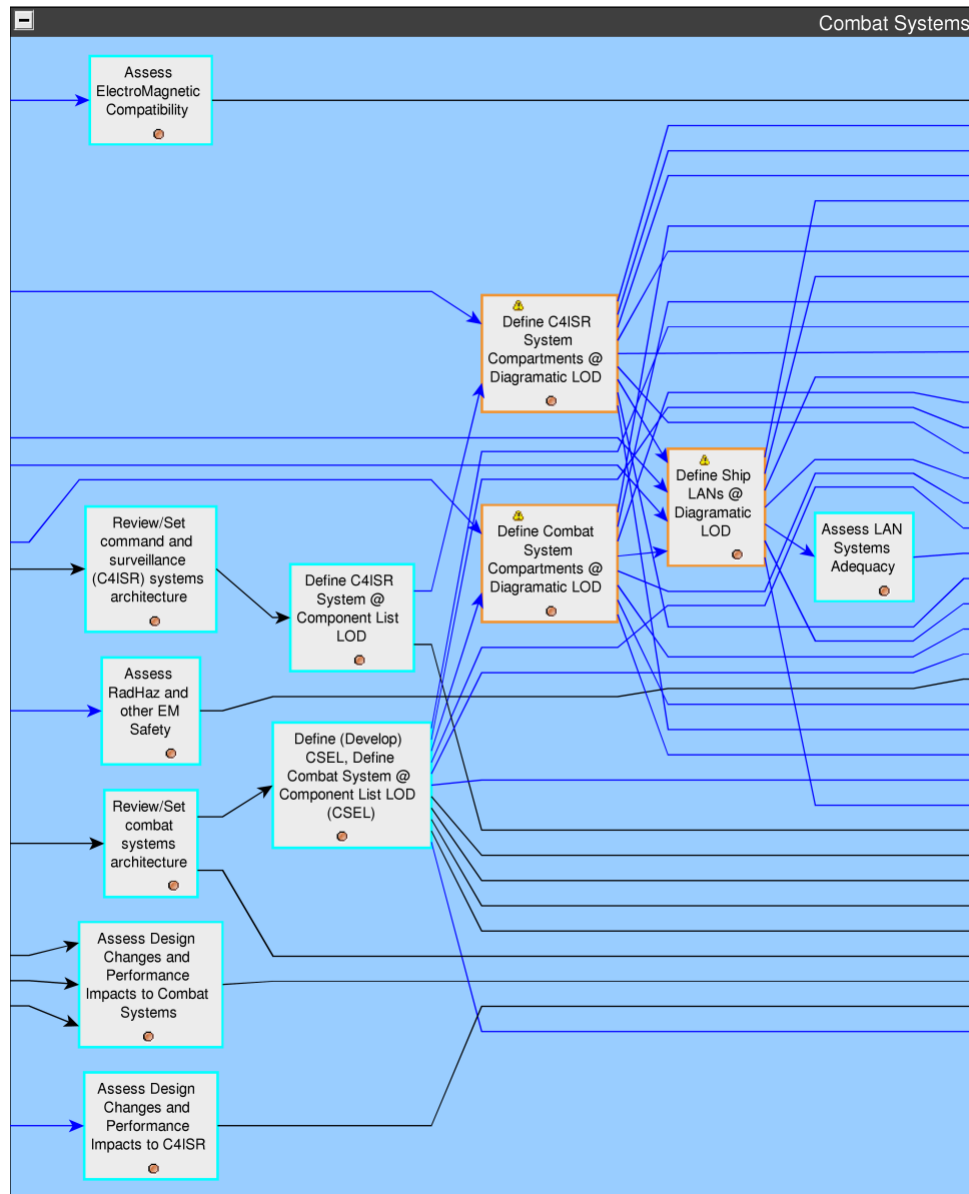 Combat Systems
Assess
ElectroMagnetic
Compatibility
Define C4ISR
System
Compartments @
Diagramatic LOD
Define Ship
LANs @
Diagramatic
LOD
Define Combat
System
Compartments @
Diagramatic LOD
Assess LAN
Systems
Adequacy
Review/Set
command and
surveillance
(C4ISR) systems
architecture
Define C4ISR
System @
Component List
LOD
Assess
RadHaz and
other EM
Safety
Define (Develop)
CSEL, Define
Combat System @
Component List LOD
(CSEL)
Review/Set
combat
systems
architecture
Assess Design
Changes and
Performance
Impacts to Combat
Systems
Assess Design
Changes and
Performance
Impacts to C4ISR